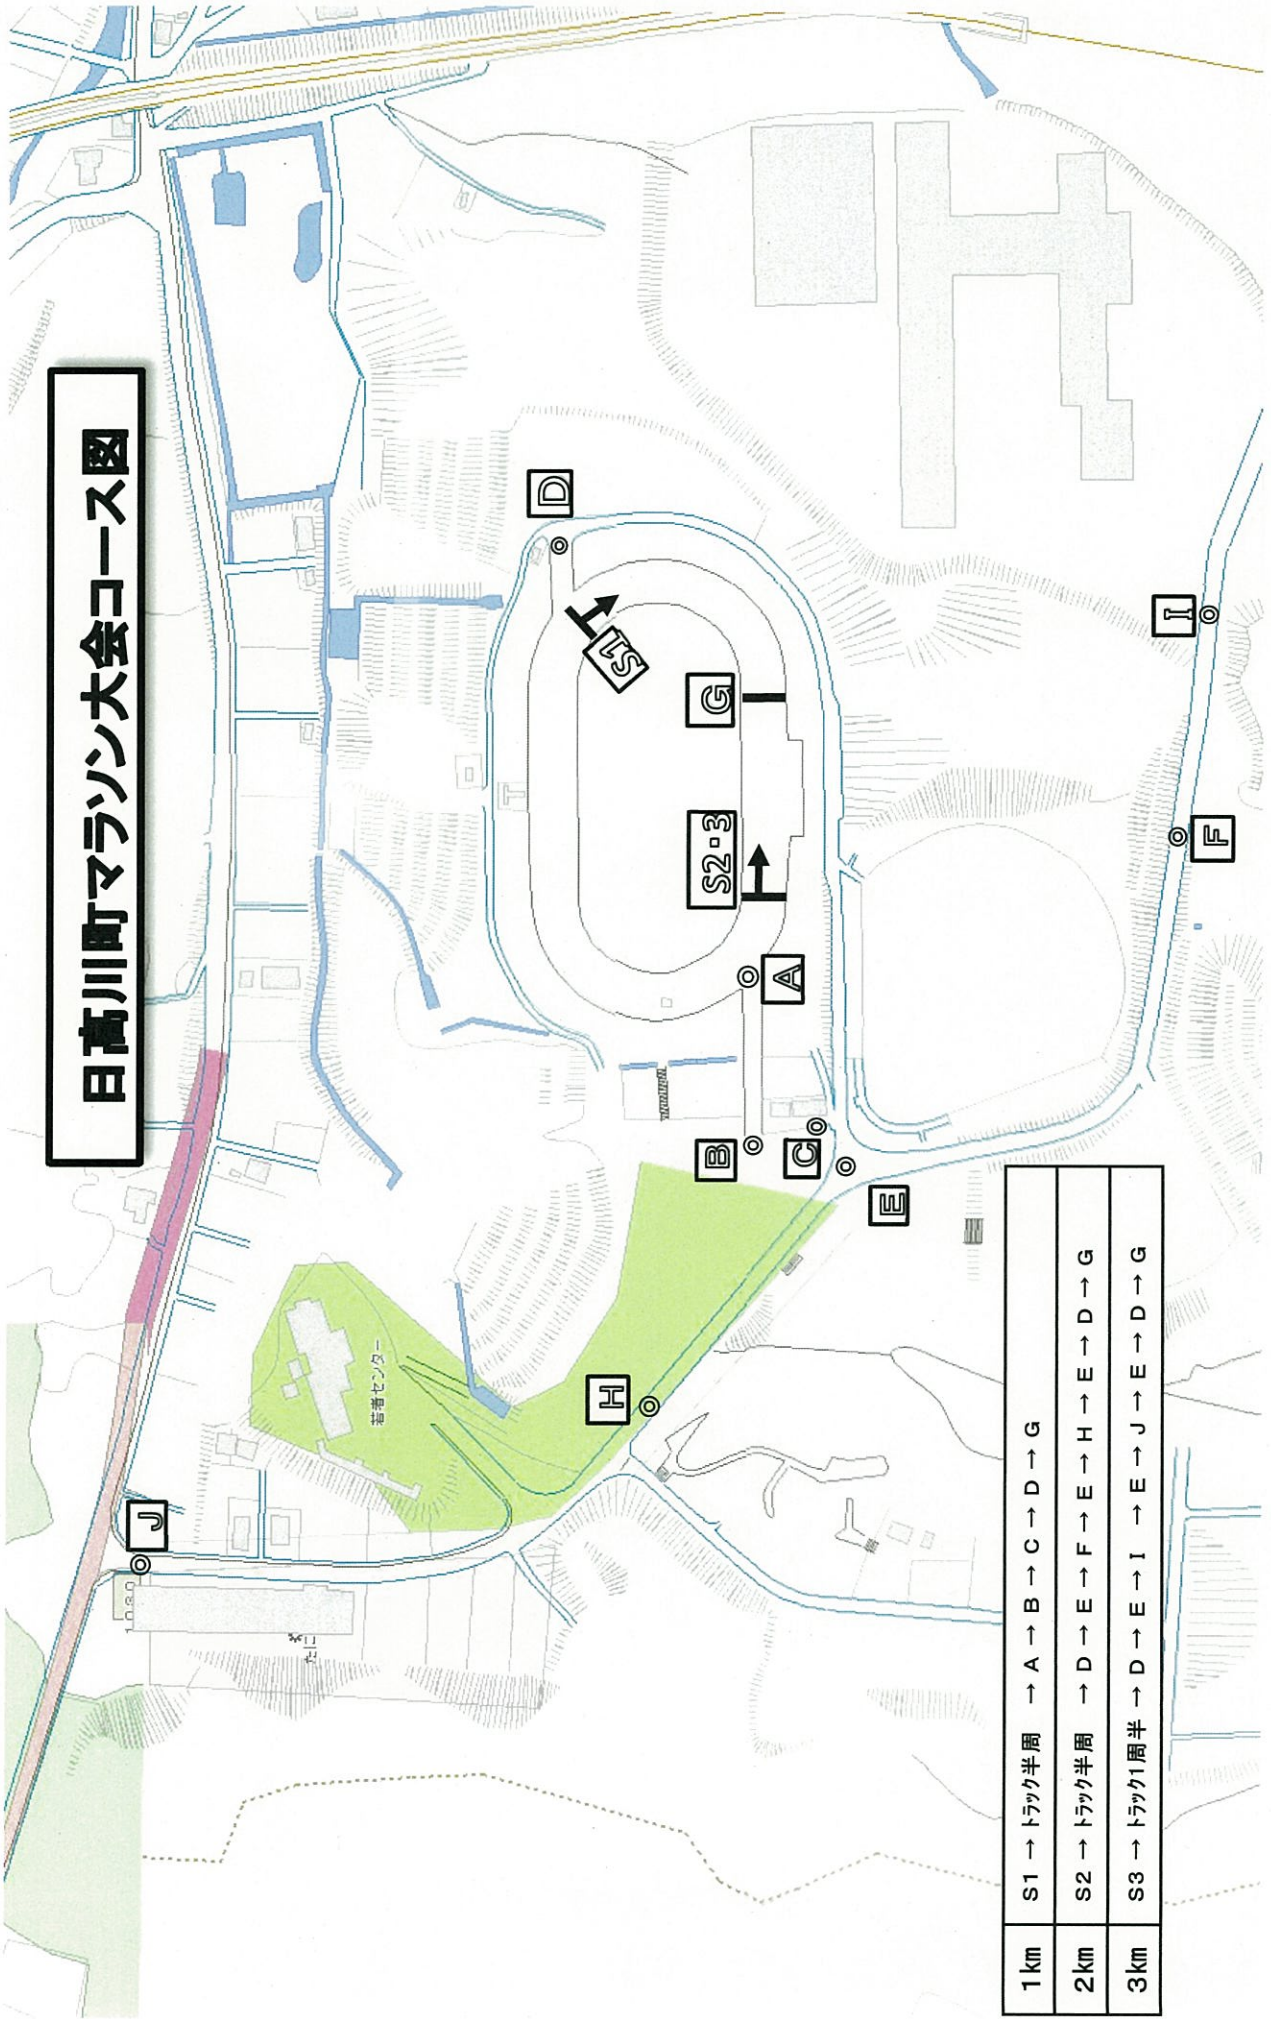 日高川町マラソン大会コース図
D
S1
G
I
S2・3
F
A
B
C
E
H
若者センター
J
たに
1km S1 → トラック半周 → A → B → C → D → G
2km S2 → トラック半周 → D → E → F → E → H → E → D → G
3km S3 → トラック1周半 → D → E → I → E → J → E → D → G